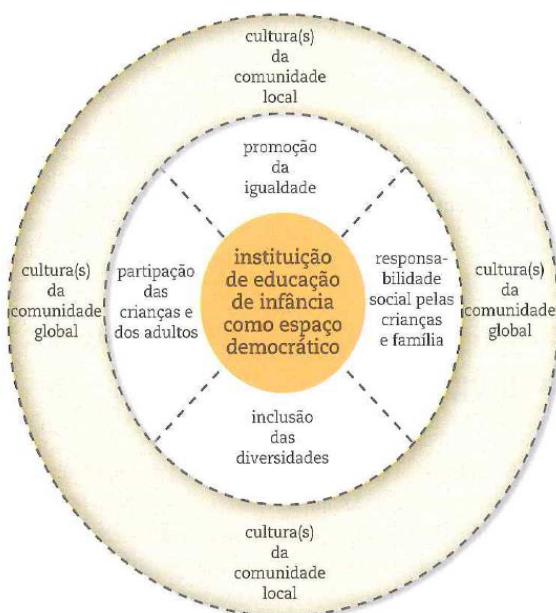 cultura(s)
da
comunidade
local
promoção
da
igualdade
cultura(s)
da
comunidade
global
partipação
das
crianças e
dos adultos
instituição
de educação
de infância
como espaço
democrático
responsa-
bilidade
social pelas
crianças
e família
cultura(s)
da
comunidade
global
inclusão
das
diversidades
cultura(s)
da
comunidade
local